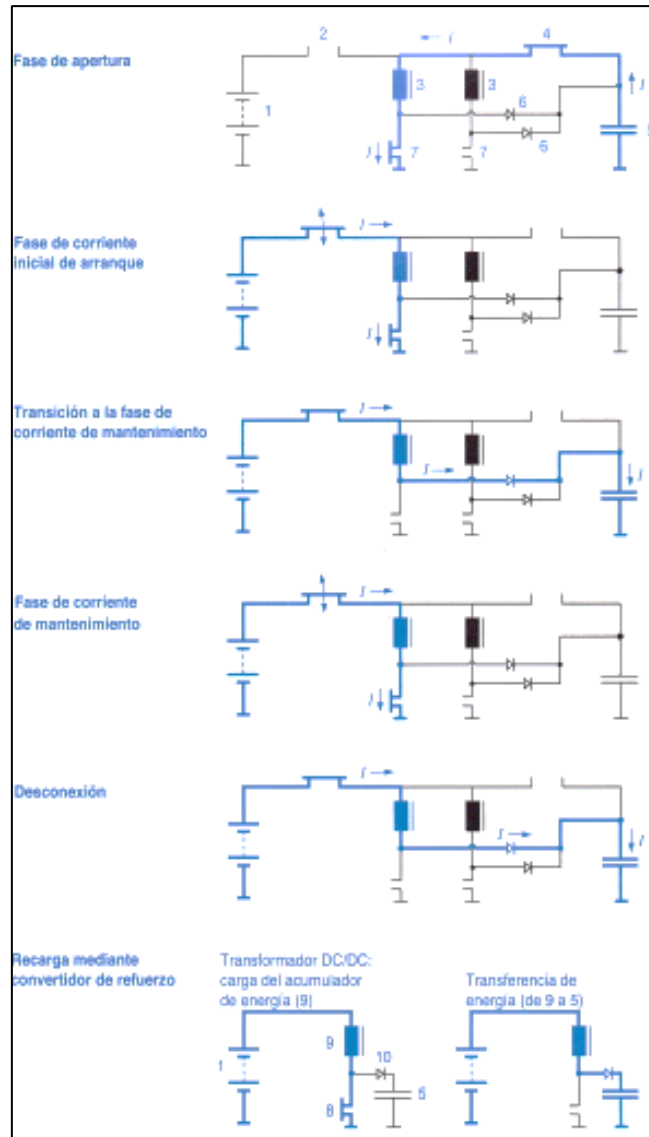 Fase de apertura
2
I
4
3
3
6
I
1
6
5
I
7
7
Fase de corriente
inicial de arranque
I
I
Transición a la fase de
corriente de mantenimiento
I
I
I
Fase de corriente
de mantenimiento
I
I
Desconexión
I
I
I
Recarga mediante
convertidor de refuerzo
Transformador DC/DC:
carga del acumulador
de energía (9)
Transferencia de
energía (de 9 a 5)
9
10
1
5
8